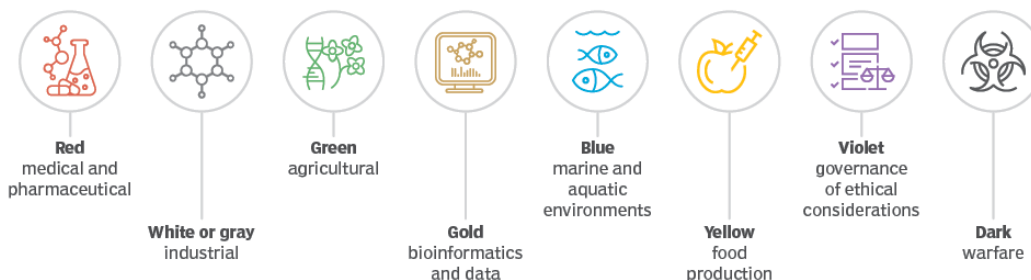 Red
medical and
pharmaceutical
White or gray
industrial
Green
agricultural
Gold
bioinformatics
and data
Blue
marine and
aquatic
environments
Yellow
food
production
Violet
governance
of ethical
considerations
Dark
warfare